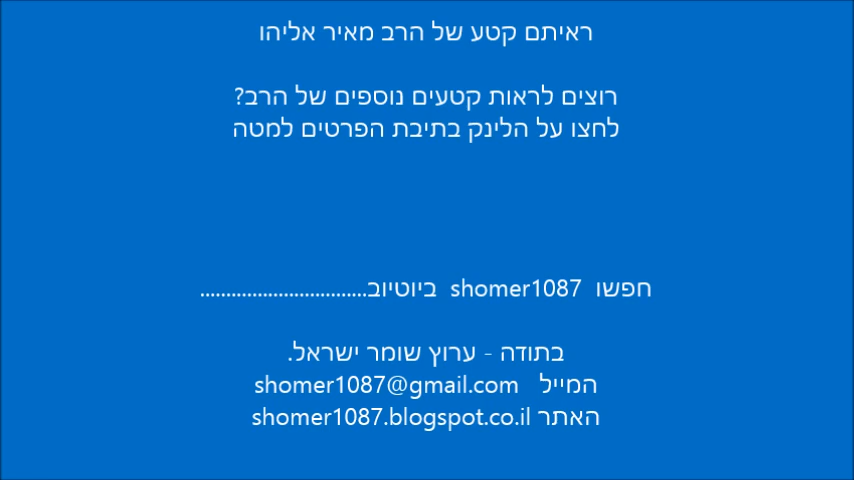 ראיתם קטע של הרב מאיר אליהו
רוצים לראות קטעים נוספים של הרב?
לחצו על הלינק בתיבת הפרטים למטה
חפשו shomer1087 ביוטיוב................................
בתודה - ערוץ שומר ישראל.
המייל shomer1087@gmail.com
האתר shomer1087.blogspot.co.il